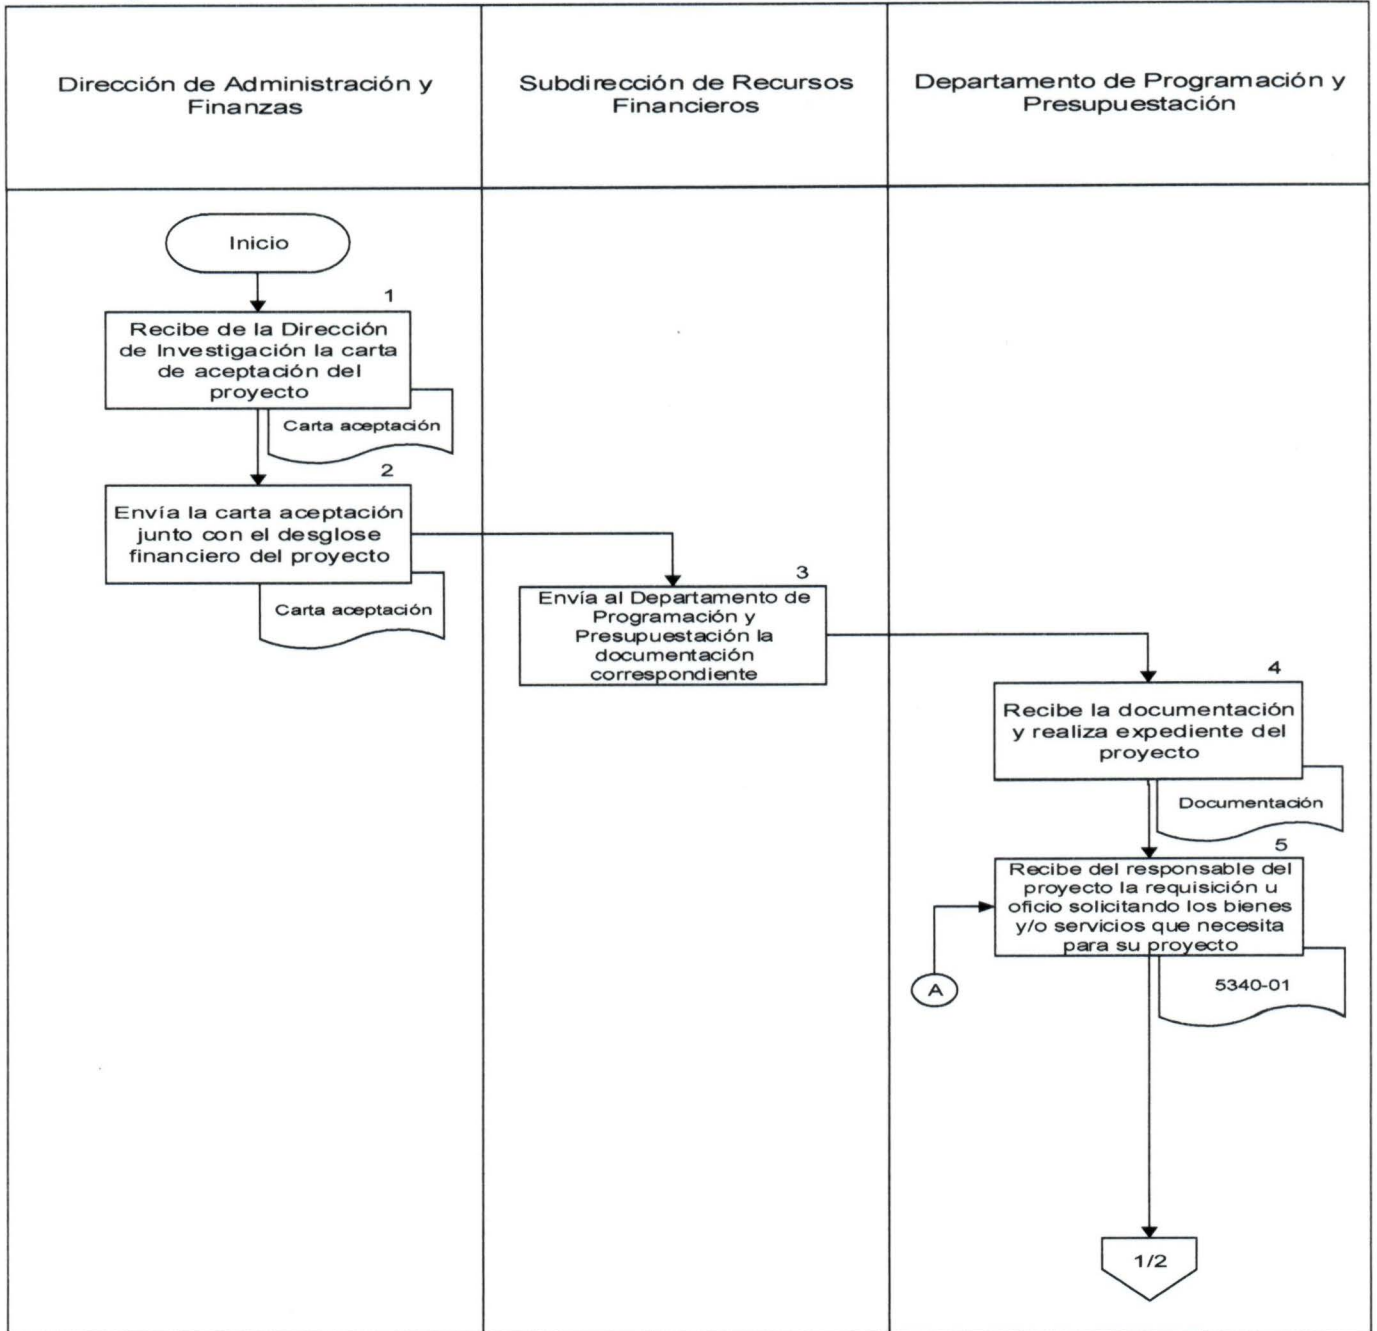 Dirección de Administración y
Finanzas
Subdirección de Recursos
Financieros
Departamento de Programación y
Presupuestación
Inicio
1
Recibe de la Dirección
de Investigación la carta
de aceptación del
proyecto
Carta aceptación
2
Envía la carta aceptación
junto con el desglose
financiero del proyecto
Carta aceptación
3
Envía al Departamento de
Programación y
Presupuestación la
documentación
correspondiente
4
Recibe la documentación
y realiza expediente del
proyecto
Documentación
5
Recibe del responsable del
proyecto la requisición u
oficio solicitando los bienes
y/o servicios que necesita
para su proyecto
A
5340-01
1/2